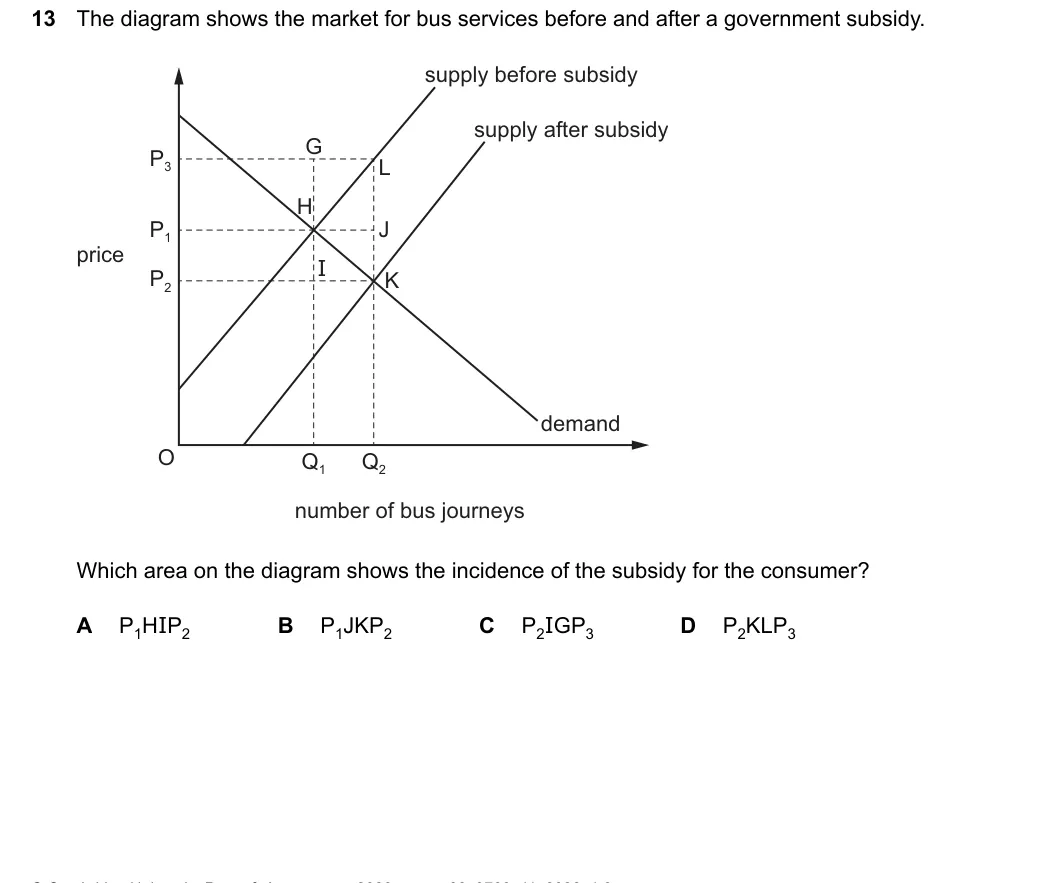 13 The diagram shows the market for bus services before and after a government subsidy.
supply before subsidy
supply after subsidy
G
P3
L
H
P1
J
price
I
P2
K
demand
O
Q1
Q2
number of bus journeys
Which area on the diagram shows the incidence of the subsidy for the consumer?
A P1HIP2 B P1JKP2 C P2IGP3 D P2KLP3